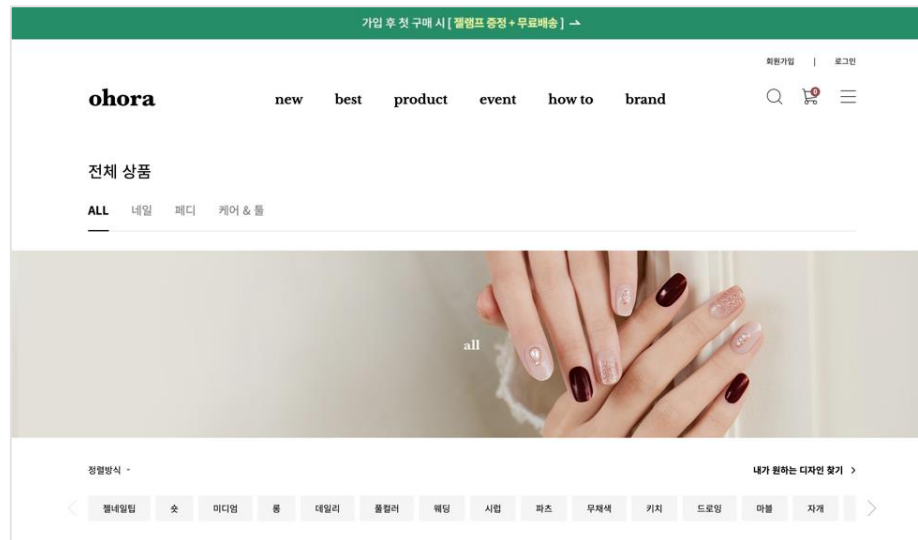 가입 후 첫 구매 시 [ 젤램프 증정 + 무료배송 ] →
회원가입 | 로그인
ohora new best product event how to brand 0
전체 상품
ALL 네일 페디 케어 & 툴
all
정렬방식 내가 원하는 디자인 찾기 >
젤네일팁 숏 미디엄 롱 데일리 풀컬러 웨딩 시럽 파츠 무채색 키치 드로잉 마블 자개